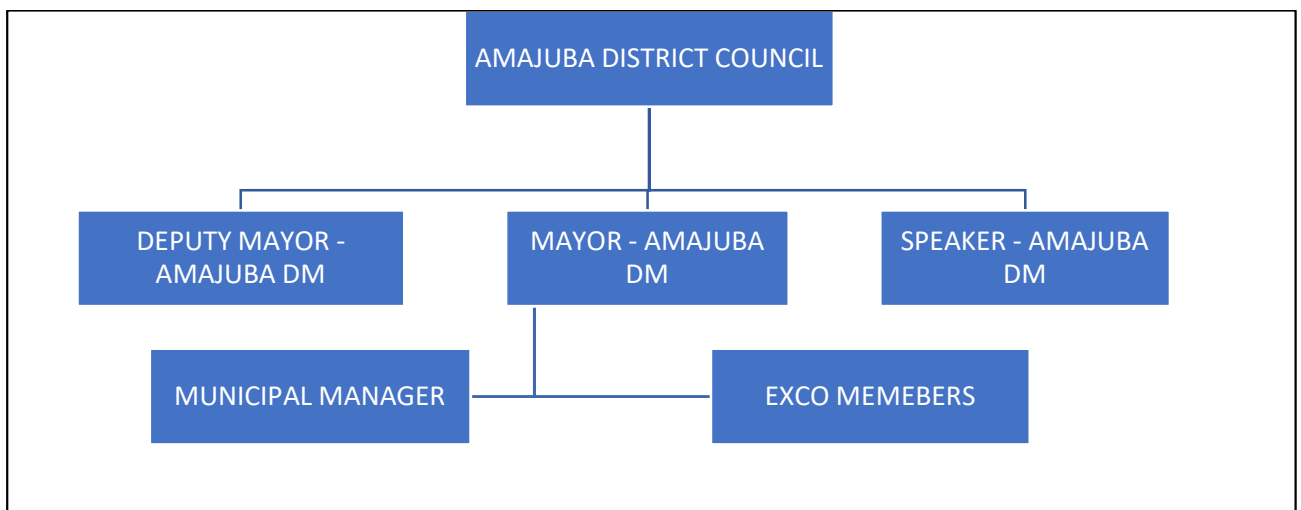 AMAJUBA DISTRICT COUNCIL
DEPUTY MAYOR -
AMAJUBA DM
MAYOR - AMAJUBA
DM
SPEAKER - AMAJUBA
DM
MUNICIPAL MANAGER
EXCO MEMEBERS